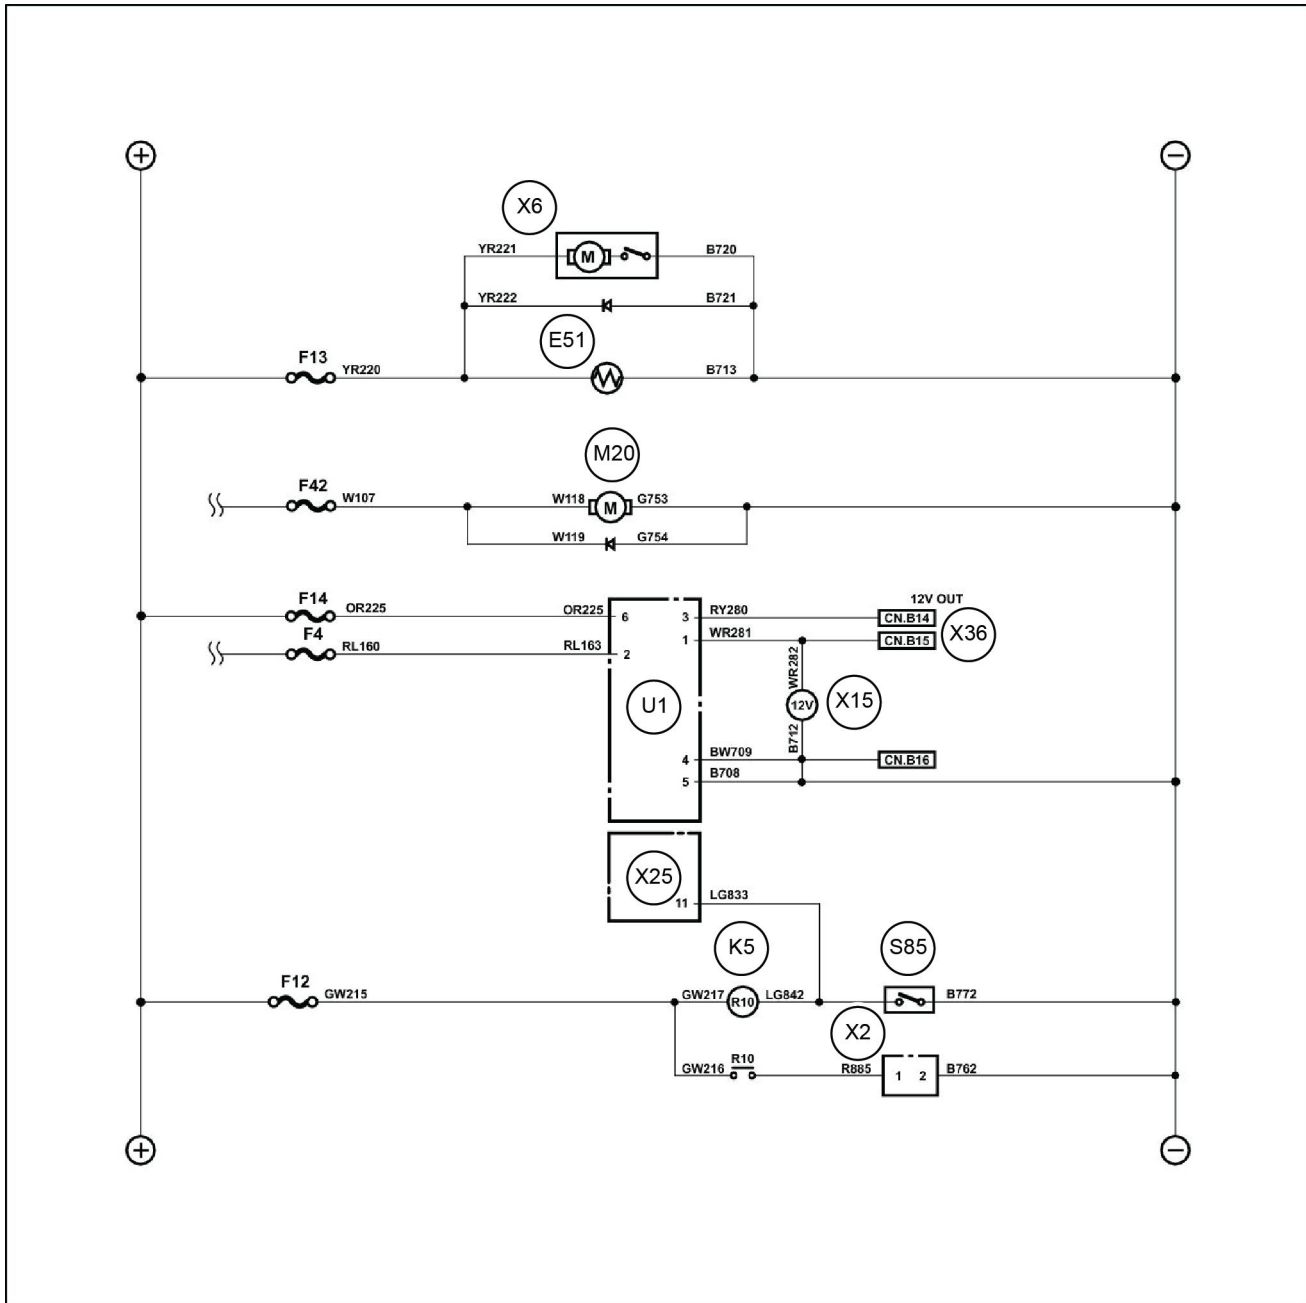 X6
YR221
M
B720
YR222
B721
E51
F13
YR220
B713
M20
F42
W107
W118
M
G753
W119
G754
F14
OR225
OR225
6
3
RY280
12V OUT
CN.B14
X36
F4
RL160
RL163
2
1
WR281
CN.B15
WR282
U1
12V
X15
B712
4
BW709
CN.B16
5
B708
X25
11
LG833
K5
S85
F12
GW215
GW217
R10
LG842
B772
X2
GW216
R10
R885
1 2
B762